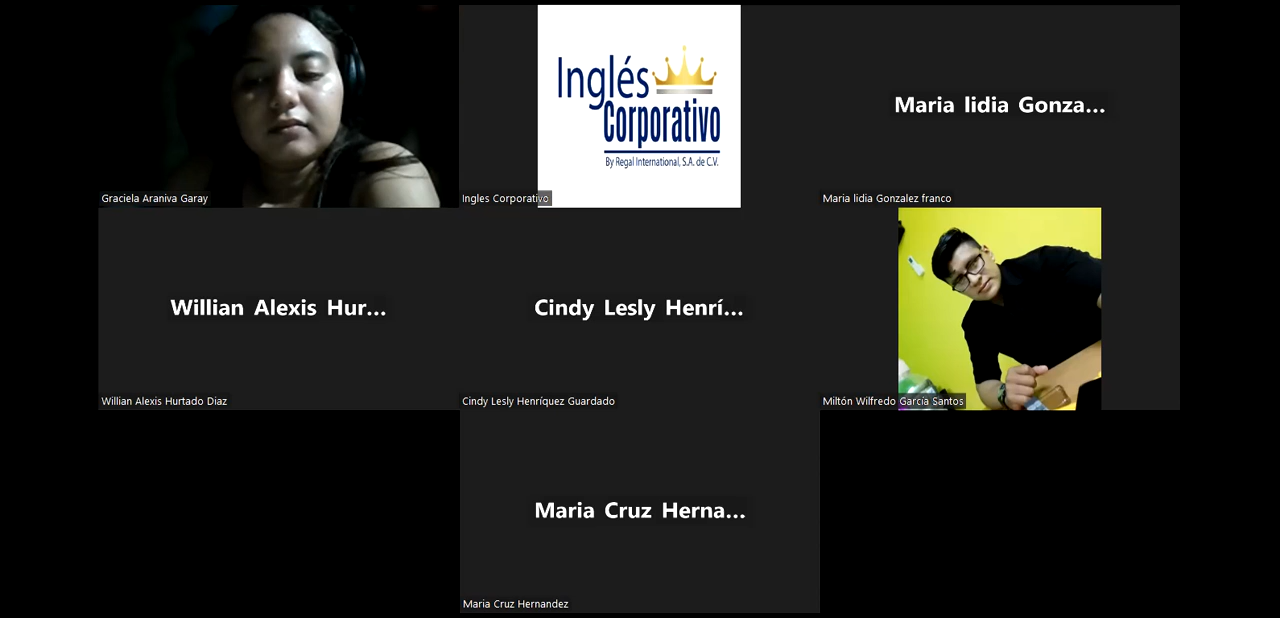 Graciela Araniva Garay
Inglés
Corporativo
By Regal International, S.A. de C.V.
Ingles Corporativo
Maria lidia Gonza...
Maria lidia Gonzalez franco
Willian Alexis Hur...
Willian Alexis Hurtado Diaz
Cindy Lesly Henrí...
Cindy Lesly Henríquez Guardado
Miltón Wilfredo García Santos
Maria Cruz Herna...
Maria Cruz Hernandez